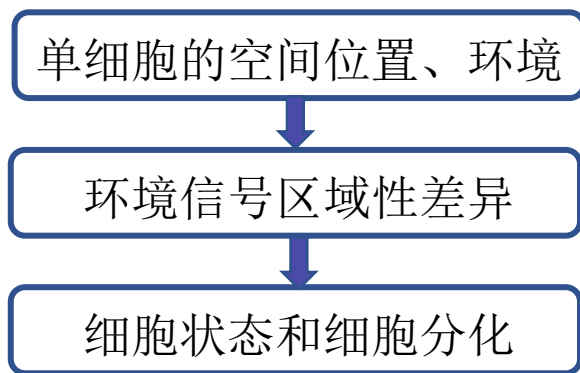 单细胞的空间位置、环境
环境信号区域性差异
细胞状态和细胞分化